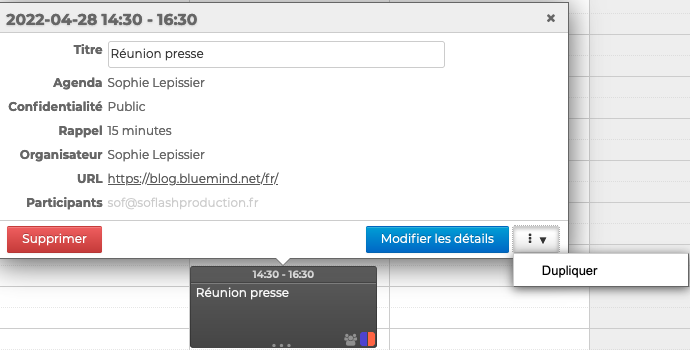 2022-04-28 14:30 - 16:30 ×
Titre Réunion presse
Agenda Sophie Lepissier
Confidentialité Public
Rappel 15 minutes
Organisateur Sophie Lepissier
URL https://blog.bluemind.net/fr/
Participants sof@soflashproduction.fr
Supprimer Modifier les détails
Dupliquer
14:30 - 16:30
Réunion presse